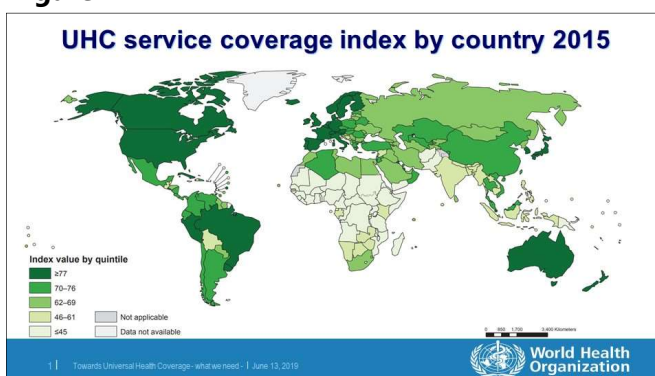 UHC service coverage index by country 2015
Index value by quintile
≥77
70–76
62–69
46–61
≤45
Not applicable
Data not available
0 850 1,700 3,400 Kilometers
1 | Towards Universal Health Coverage - what we need - | June 13, 2019
World Health
Organization